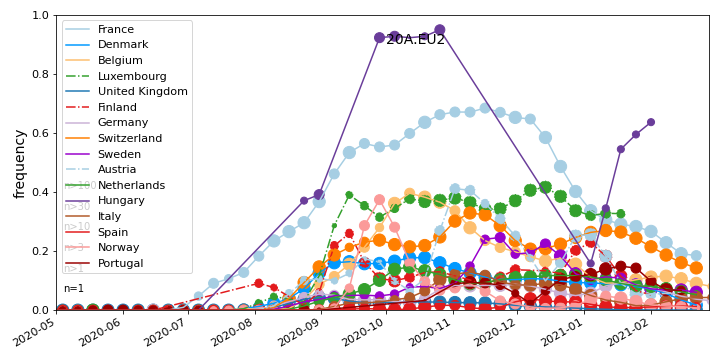 20A.EU2
frequency
1.0
0.8
0.6
0.4
0.2
0.0
France
Denmark
Belgium
Luxembourg
United Kingdom
Finland
Germany
Switzerland
Sweden
Austria
Netherlands
Hungary
Italy
Spain
Norway
Portugal
n>100
n>30
n>10
n>3
n>1
n=1
2020-05
2020-06
2020-07
2020-08
2020-09
2020-10
2020-11
2020-12
2021-01
2021-02